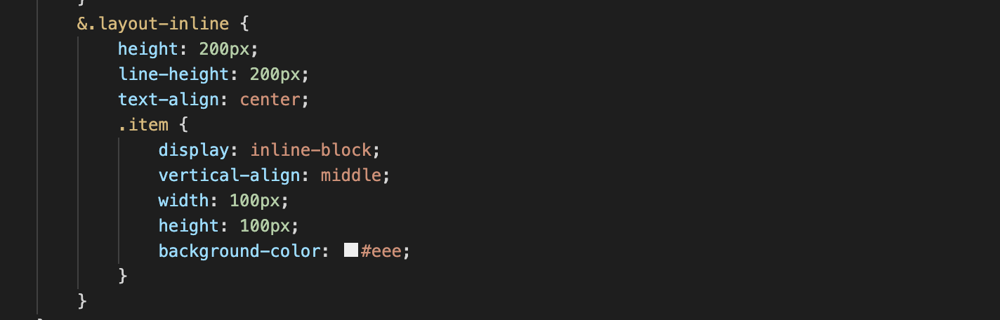 }
&.layout-inline {
height: 200px;
line-height: 200px;
text-align: center;
.item {
display: inline-block;
vertical-align: middle;
width: 100px;
height: 100px;
background-color: #eee;
}
}
}